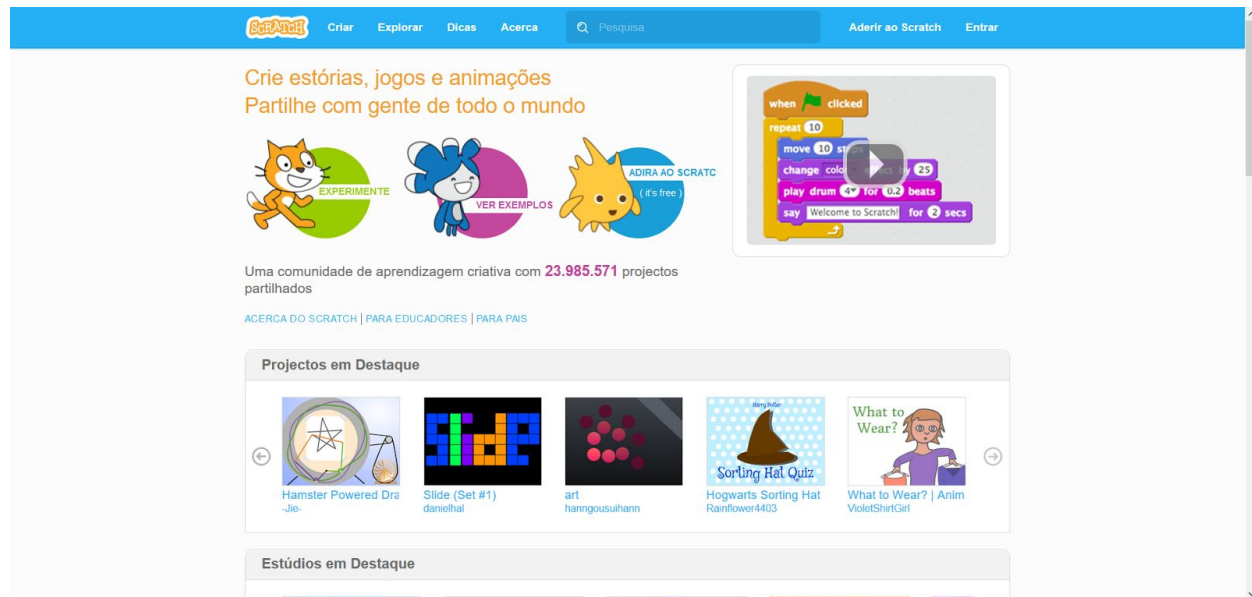 SCRATCH Criar Explorar Dicas Acerca Pesquisa Aderir ao Scratch Entrar
Crie estórias, jogos e animações
Partilhe com gente de todo o mundo
EXPERIMENTE
VER EXEMPLOS
ADIRA AO SCRATC
( it's free )
Uma comunidade de aprendizagem criativa com 23.985.571 projectos
partilhados
ACERCA DO SCRATCH | PARA EDUCADORES | PARA PAIS
when clicked
repeat 10
move 10
change by 25
play drum 4 for 0.2 beats
say Welcome to Scratch! for 2 secs
Projectos em Destaque
Slide
Harry Potter
Sorting Hat Quiz
What to
Wear?
Hamster Powered Dra
-Jie-
Slide (Set #1)
danielhal
art
hanngousuihann
Hogwarts Sorting Hat
Rainflower4403
What to Wear? | Anim
VioletShirtGirl
Estúdios em Destaque